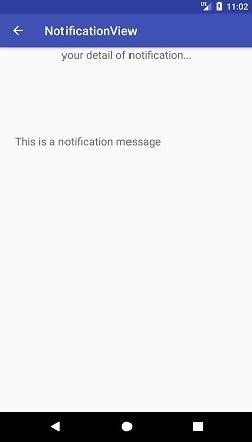 11:02
NotificationView
your detail of notification...
This is a notification message